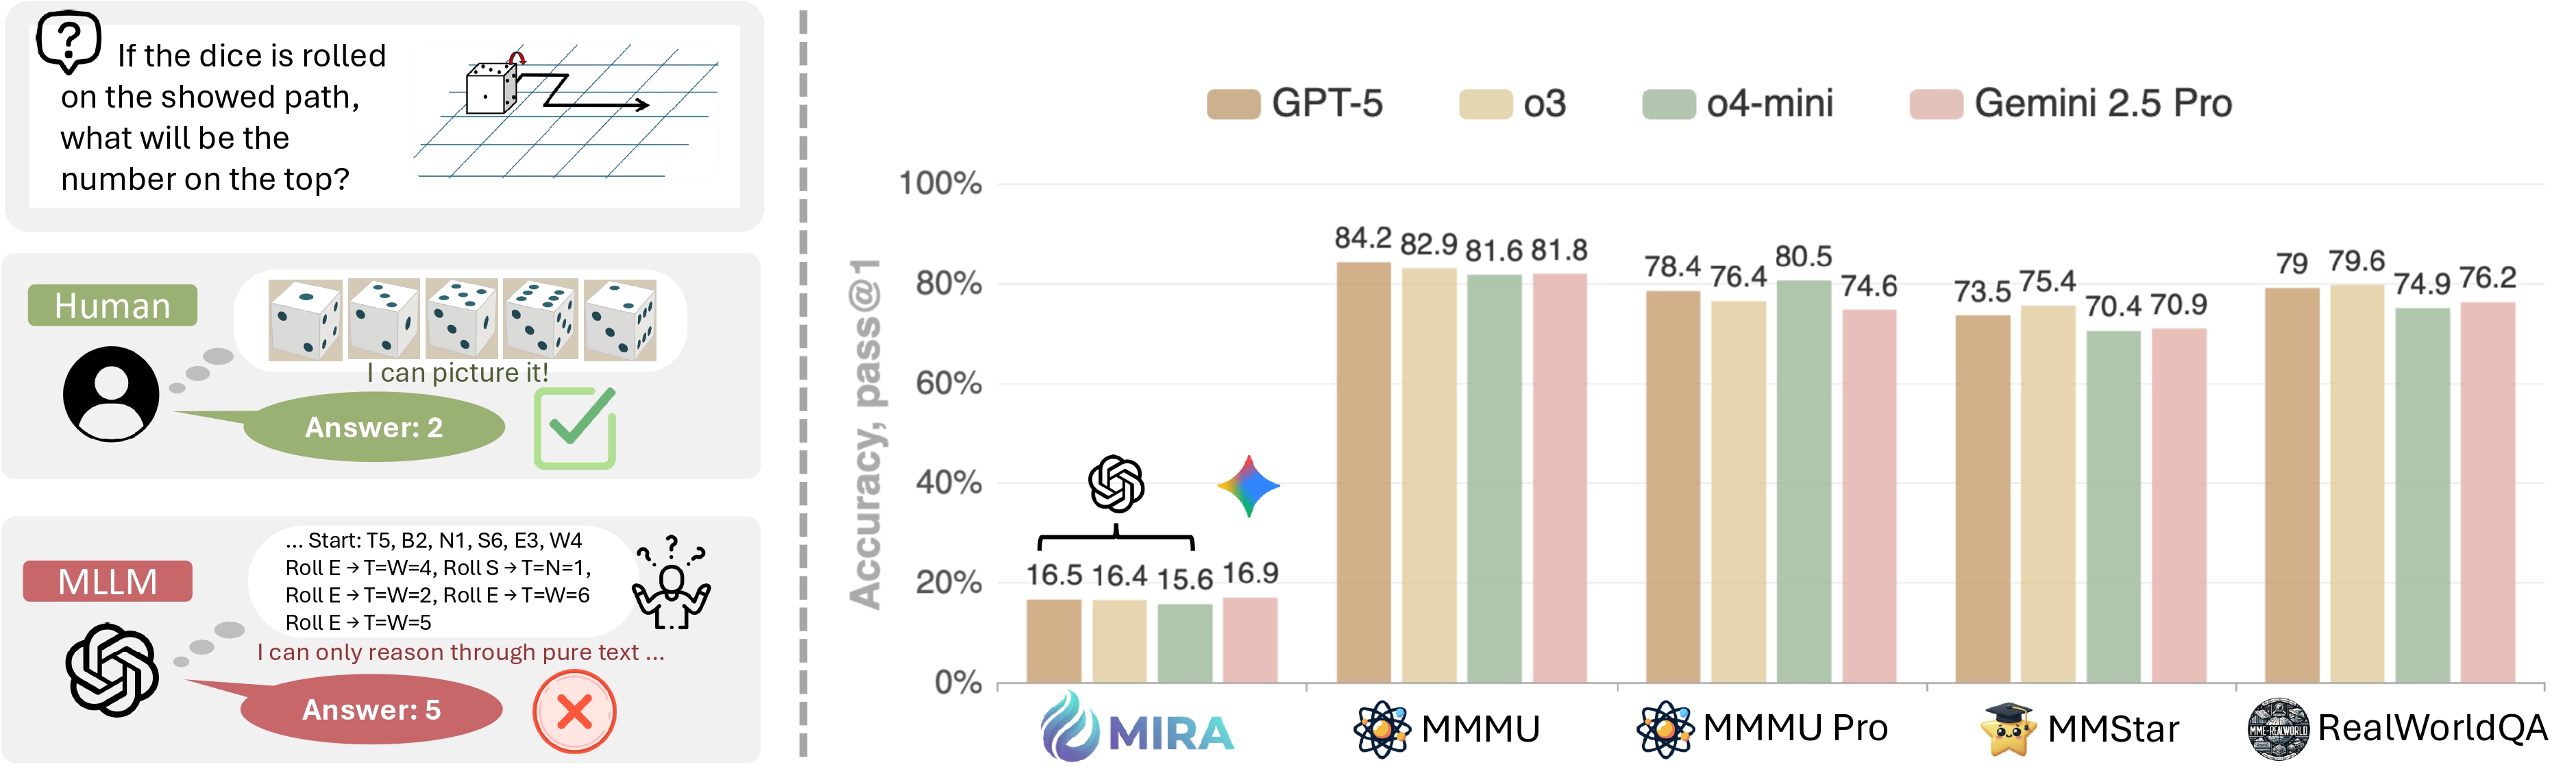 ?
If the dice is rolled
on the showed path,
what will be the
number on the top?
Human
I can picture it!
Answer: 2
MLLM
... Start: T5, B2, N1, S6, E3, W4
Roll E → T=W=4, Roll S → T=N=1,
Roll E → T=W=2, Roll E → T=W=6
Roll E → T=W=5
? ? ?
I can only reason through pure text ...
Answer: 5
GPT-5 o3 o4-mini Gemini 2.5 Pro
Accuracy, pass@1
100%
80%
60%
40%
20%
0%
16.5 16.4 15.6 16.9
84.2 82.9 81.6 81.8
78.4 76.4 80.5 74.6
73.5 75.4 70.4 70.9
79 79.6 74.9 76.2
MIRA
MMMU
MMMU Pro
MMStar
MME-REALWORLD
RealWorldQA